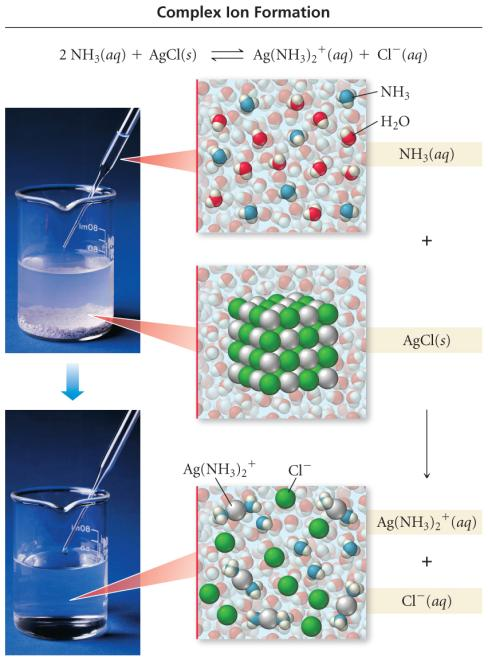 Complex Ion Formation
2 NH₃(aq) + AgCl(s) ⇌ Ag(NH₃)₂⁺(aq) + Cl⁻(aq)
NH₃
H₂O
NH₃(aq)
+
AgCl(s)
Ag(NH₃)₂⁺
Cl⁻
Ag(NH₃)₂⁺(aq)
+
Cl⁻(aq)